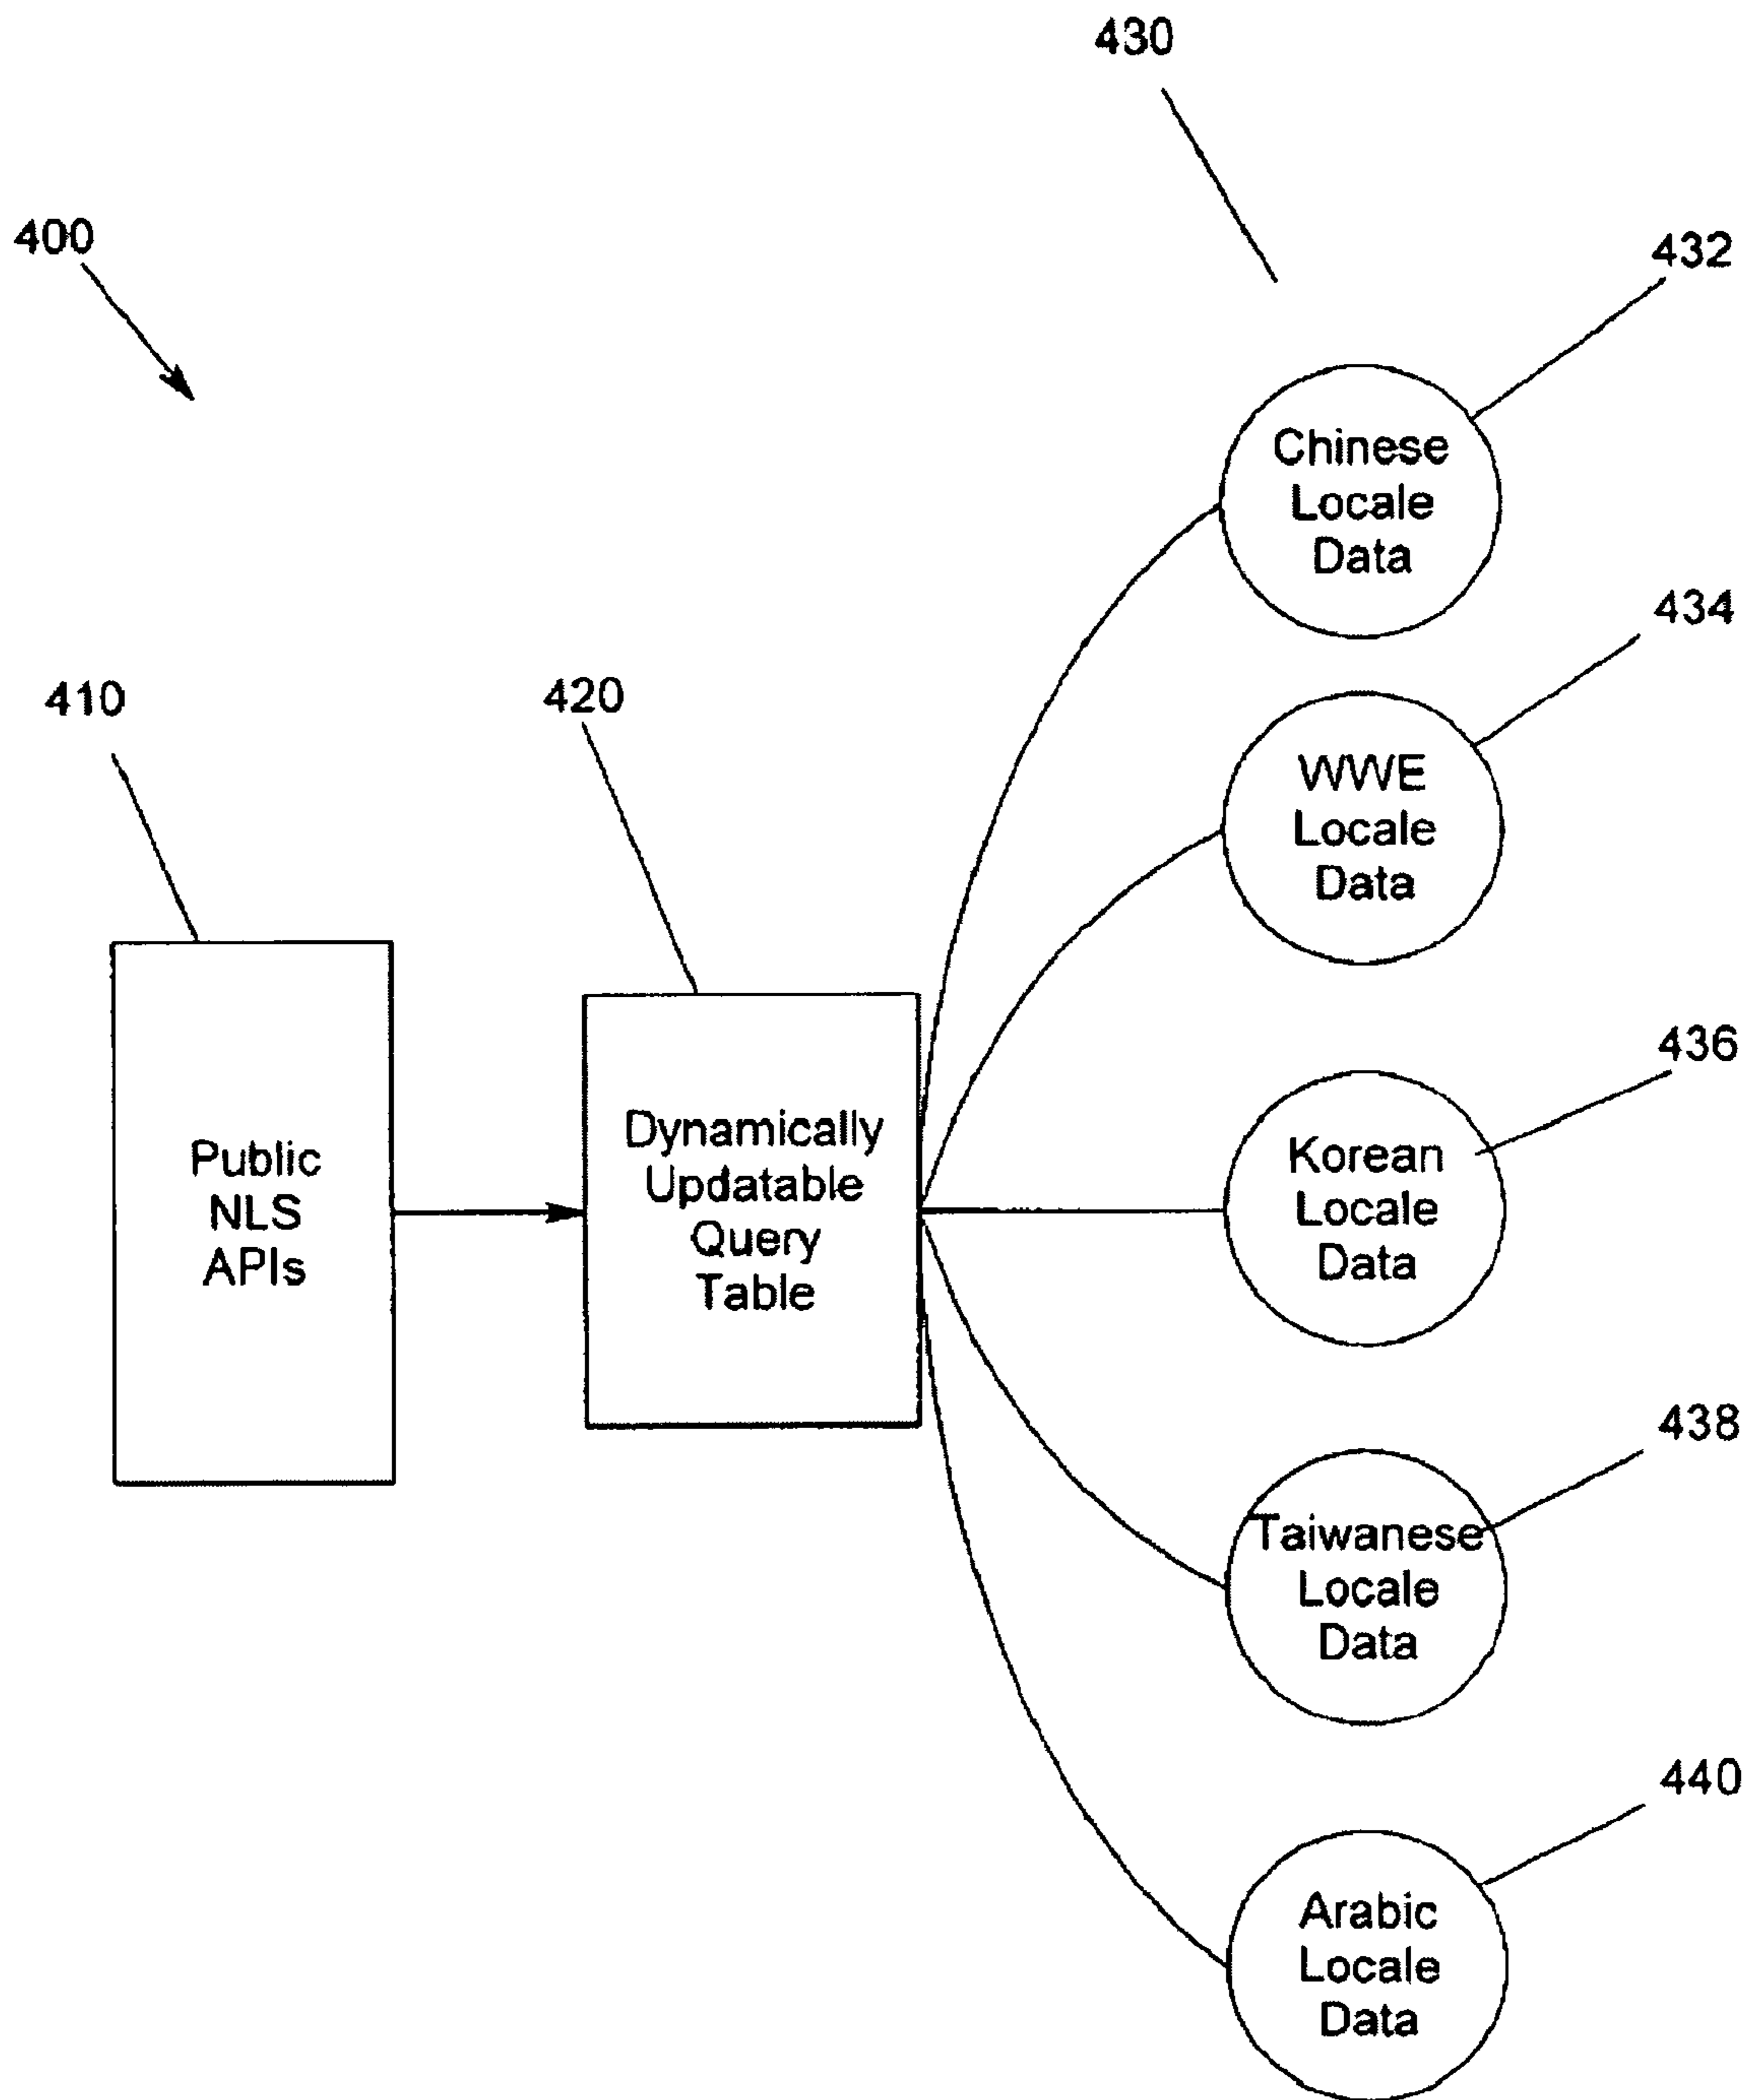 430
400
432
Chinese
Locale
Data
434
WWE
Locale
Data
410
420
436
Public
NLS
APIs
Dynamically
Updatable
Query
Table
Korean
Locale
Data
438
Taiwanese
Locale
Data
440
Arabic
Locale
Data